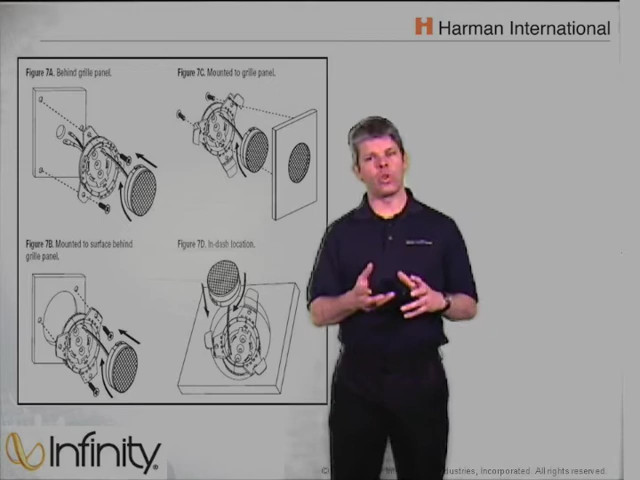 Harman International
Figure 7A. Behind grille panel.
Figure 7C. Mounted to grille panel.
Figure 7B. Mounted to surface behind
grille panel.
Figure 7D. In-dash location.
Infinity®
©
ustries, Incorporated. All rights reserved.